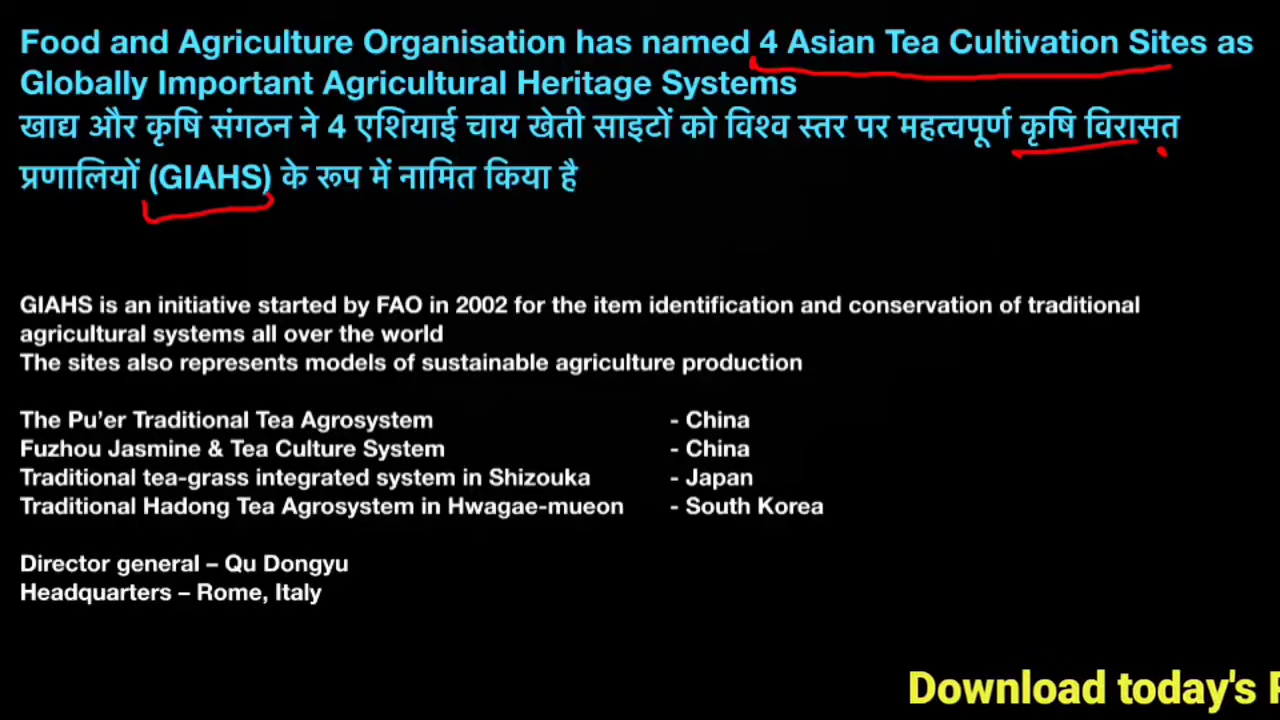 Food and Agriculture Organisation has named 4 Asian Tea Cultivation Sites as
Globally Important Agricultural Heritage Systems
खाद्य और कृषि संगठन ने 4 एशियाई चाय खेती साइटों को विश्व स्तर पर महत्वपूर्ण कृषि विरासत
प्रणालियों (GIAHS) के रूप में नामित किया है
GIAHS is an initiative started by FAO in 2002 for the item identification and conservation of traditional
agricultural systems all over the world
The sites also represents models of sustainable agriculture production
The Pu’er Traditional Tea Agrosystem - China
Fuzhou Jasmine & Tea Culture System - China
Traditional tea-grass integrated system in Shizouka - Japan
Traditional Hadong Tea Agrosystem in Hwagae-mueon - South Korea
Director general – Qu Dongyu
Headquarters – Rome, Italy
Download today's